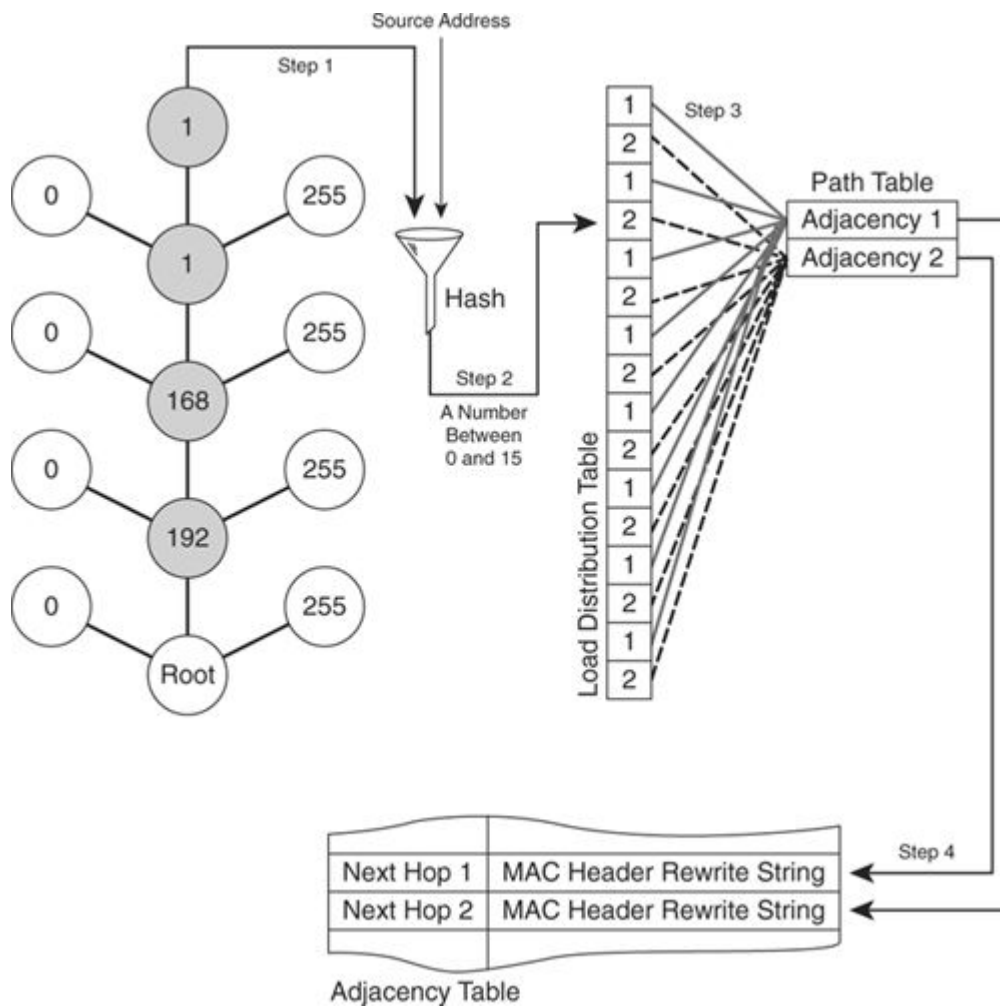 Source Address
Step 1
1
0
255
1
0
255
168
0
255
192
0
255
Root
Hash
Step 2
A Number
Between
0 and 15
Load Distribution Table
1
2
1
2
1
2
1
2
1
2
1
2
1
2
1
2
Step 3
Path Table
Adjacency 1
Adjacency 2
Step 4
Next Hop 1 MAC Header Rewrite String
Next Hop 2 MAC Header Rewrite String
Adjacency Table